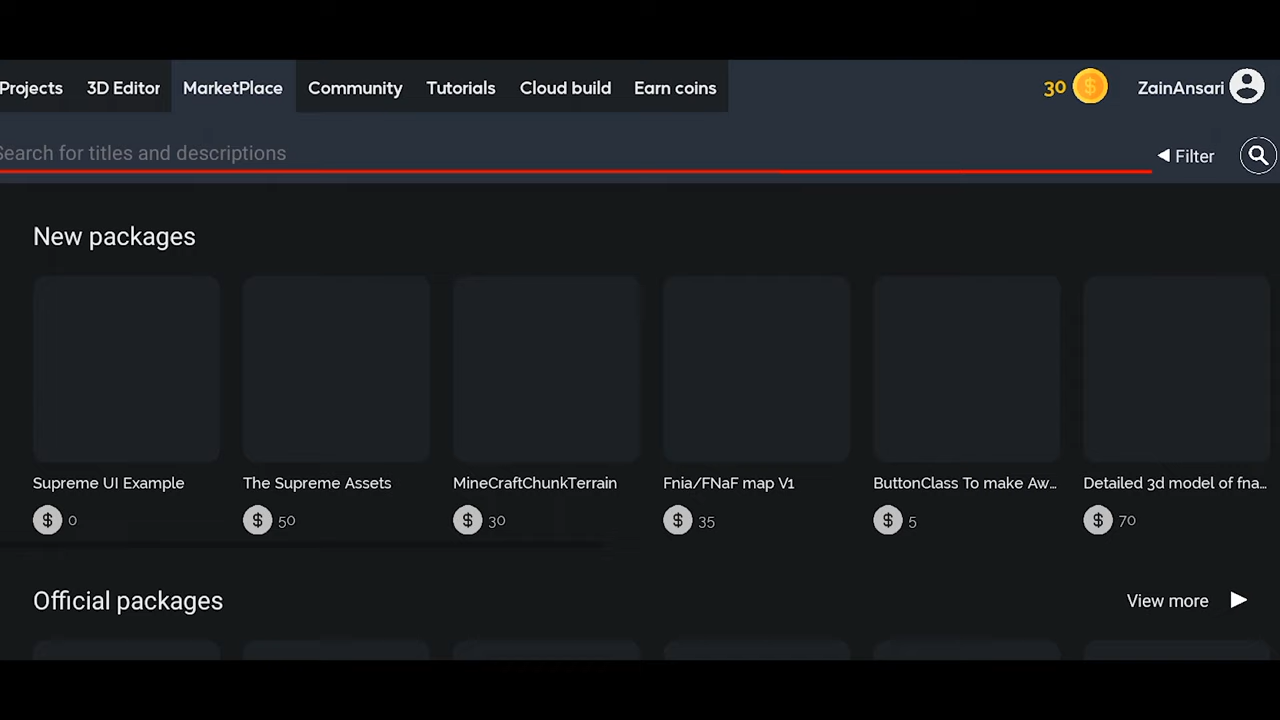 Projects 3D Editor MarketPlace Community Tutorials Cloud build Earn coins 30 $ ZainAnsari
Search for titles and descriptions Filter
New packages
Supreme UI Example The Supreme Assets MineCraftChunkTerrain Fnia/FNaF map V1 ButtonClass To make Aw... Detailed 3d model of fna...
$ 0 $ 50 $ 30 $ 35 $ 5 $ 70
Official packages View more